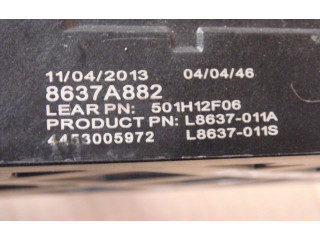 11/04/2013 04/04/46
8637A882
LEAR PN: 501H12F06
PRODUCT PN: L8637-011A
4453005972 L8637-011S